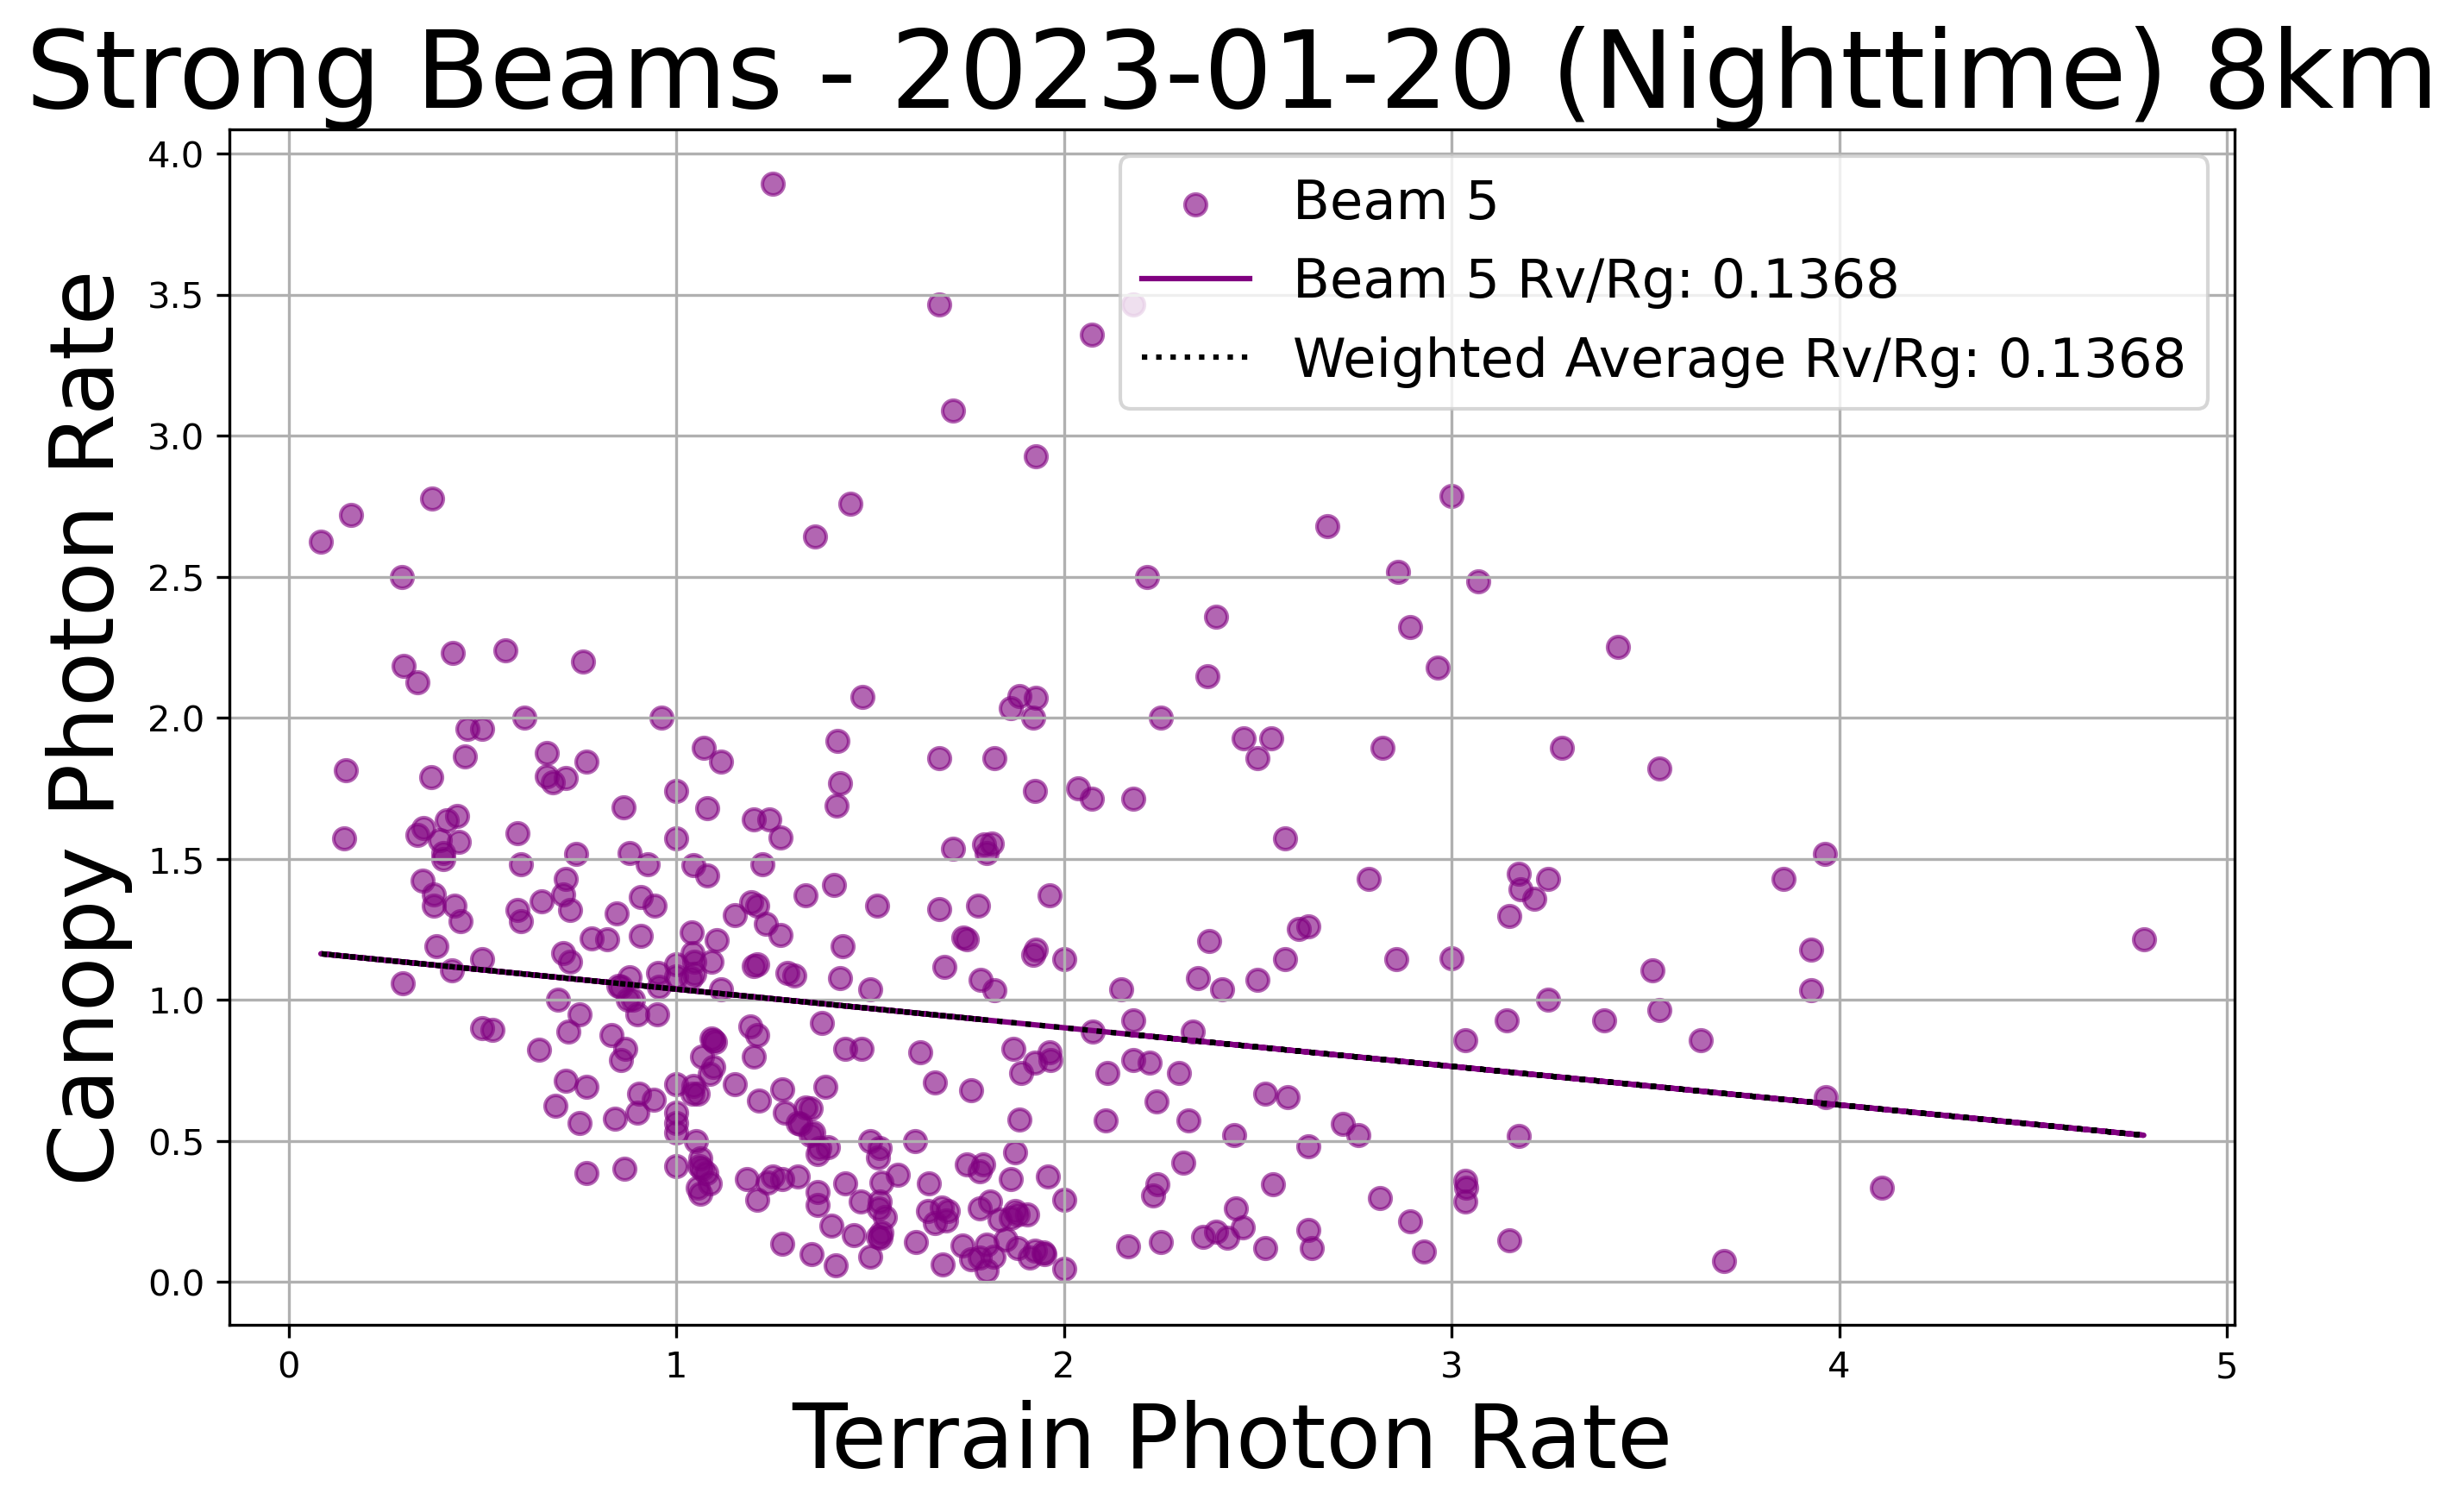 Strong Beams - 2023-01-20 (Nighttime) 8km
Canopy Photon Rate
4.0
3.5
3.0
2.5
2.0
1.5
1.0
0.5
0.0
Beam 5
Beam 5 Rv/Rg: 0.1368
Weighted Average Rv/Rg: 0.1368
0 1 2 3 4 5
Terrain Photon Rate